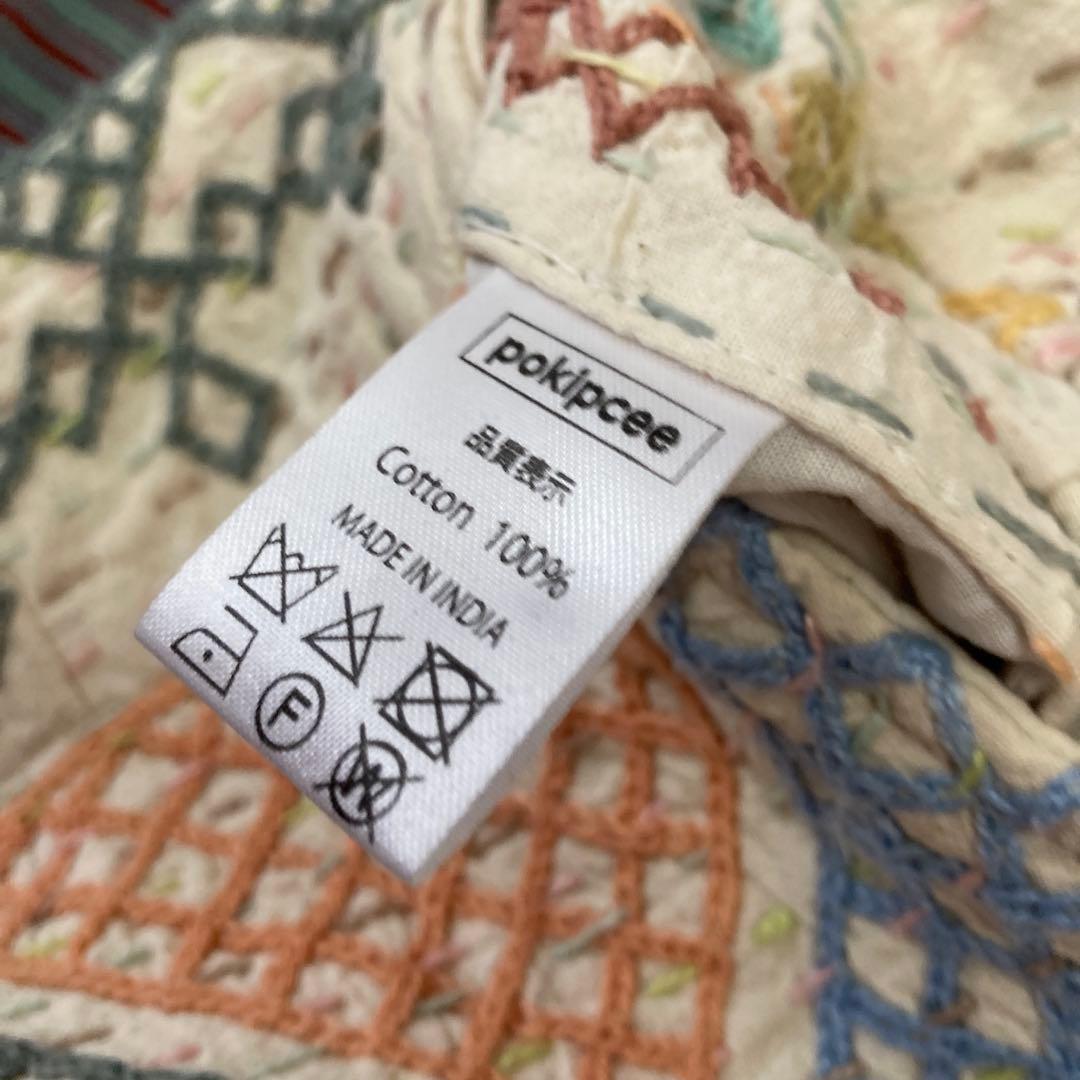 pokipcee
品質表示
Cotton 100%
MADE IN INDIA
F
W